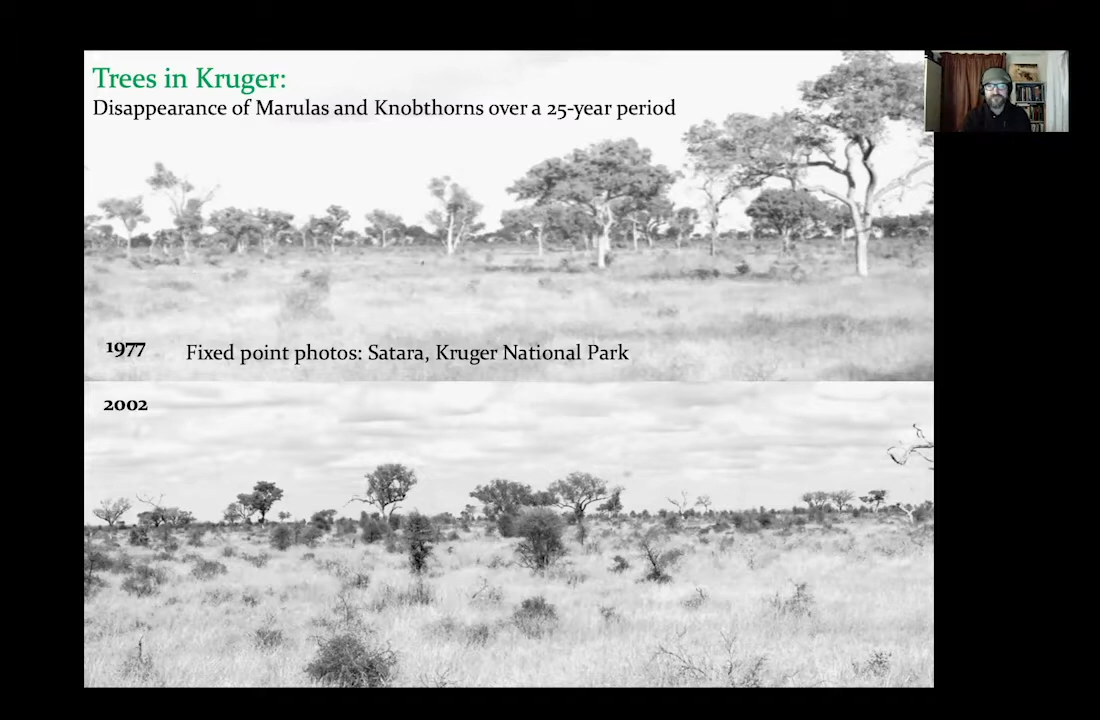 Trees in Kruger:
Disappearance of Marulas and Knobthorns over a 25-year period
1977
Fixed point photos: Satara, Kruger National Park
2002